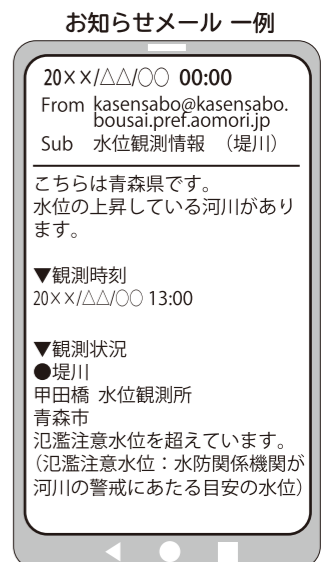 お知らせメール 一例
20××/△△/○○ 00:00
From kasensabo@kasensabo.
bousai.pref.aomori.jp
Sub 水位観測情報 （堤川）
こちらは青森県です。
水位の上昇している河川があり
ます。
▼観測時刻
20××/△△/○○ 13:00
▼観測状況
●堤川
甲田橋 水位観測所
青森市
氾濫注意水位を超えています。
（氾濫注意水位：水防関係機関が
河川の警戒にあたる目安の水位）